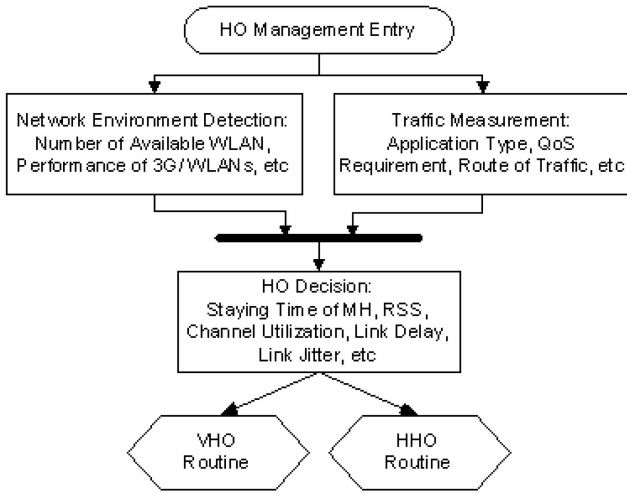 HO Management Entry
Network Environment Detection:
Number of Available WLAN,
Performance of 3G/WLANs, etc
Traffic Measurement:
Application Type, QoS
Requirement, Route of Traffic, etc
HO Decision:
Staying Time of MH, RSS,
Channel Utilization, Link Delay,
Link Jitter, etc
VHO
Routine
HHO
Routine